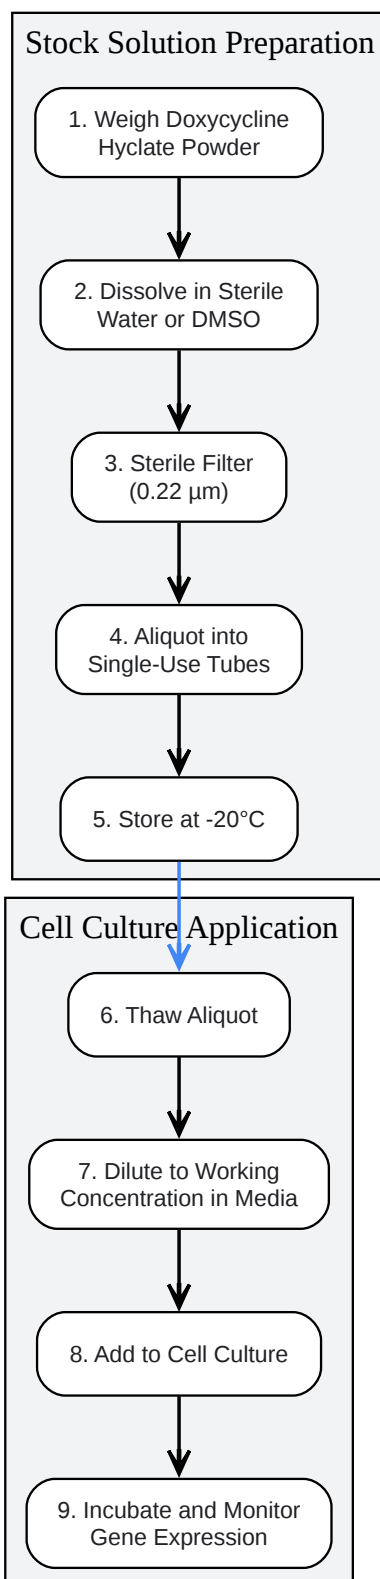 Stock Solution Preparation
1. Weigh Doxycycline
Hyclate Powder
2. Dissolve in Sterile
Water or DMSO
3. Sterile Filter
(0.22 µm)
4. Aliquot into
Single-Use Tubes
5. Store at -20°C
Cell Culture Application
6. Thaw Aliquot
7. Dilute to Working
Concentration in Media
8. Add to Cell Culture
9. Incubate and Monitor
Gene Expression